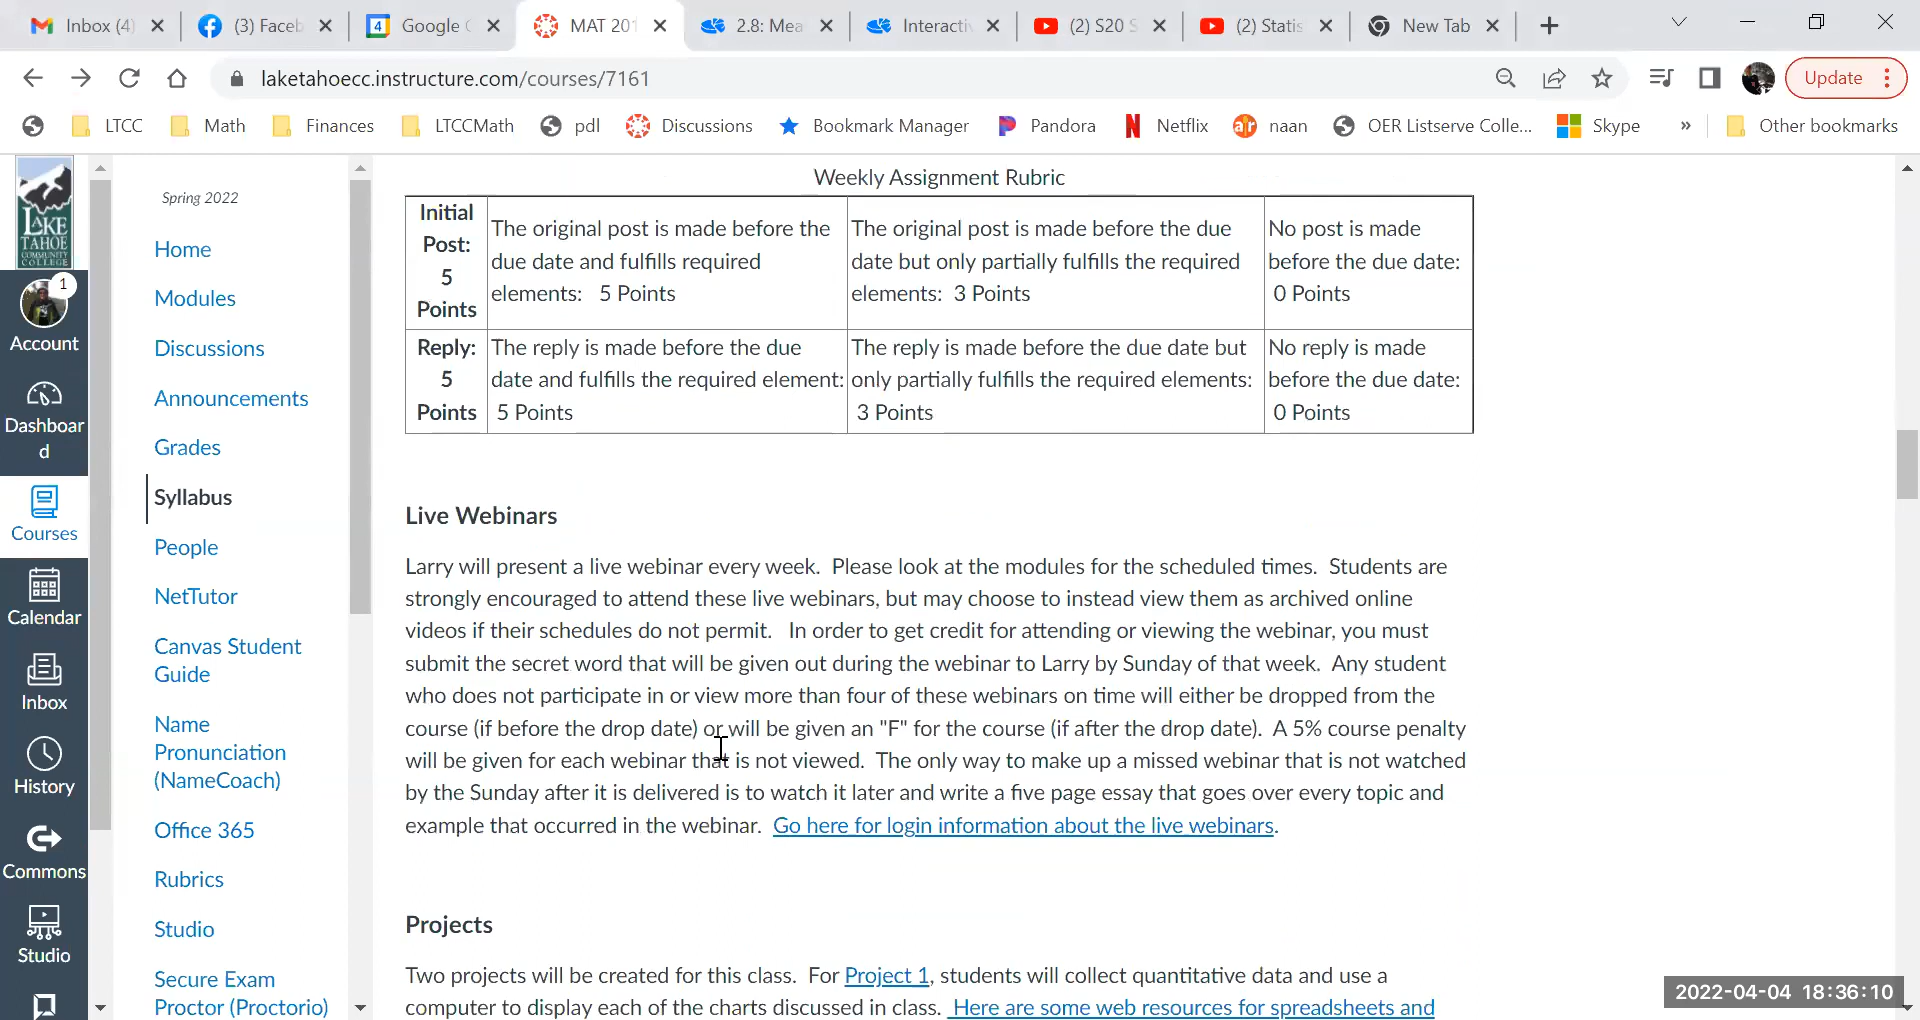 Inbox (4)
(3) Faceb
Google C
MAT 201
2.8: Mea
Interactiv
(2) S20 S
(2) Statis
New Tab
laketahoecc.instructure.com/courses/7161
Update
LTCC
Math
Finances
LTCCMath
pdl
Discussions
Bookmark Manager
Pandora
Netflix
naan
OER Listserve Colle...
Skype
»
Other bookmarks
LAKE
TAHOE
COMMUNITY
COLLEGE
1
Account
Dashboar
d
Courses
Calendar
Inbox
History
Commons
Studio
Spring 2022
Home
Modules
Discussions
Announcements
Grades
Syllabus
People
NetTutor
Canvas Student
Guide
Name
Pronunciation
(NameCoach)
Office 365
Rubrics
Studio
Secure Exam
Proctor (Proctorio)
Weekly Assignment Rubric
Initial
Post:
5
Points
The original post is made before the
due date and fulfills required
elements: 5 Points
The original post is made before the due
date but only partially fulfills the required
elements: 3 Points
No post is made
before the due date:
0 Points
Reply:
5
Points
The reply is made before the due
date and fulfills the required element:
5 Points
The reply is made before the due date but
only partially fulfills the required elements:
3 Points
No reply is made
before the due date:
0 Points
Live Webinars
Larry will present a live webinar every week. Please look at the modules for the scheduled times. Students are
strongly encouraged to attend these live webinars, but may choose to instead view them as archived online
videos if their schedules do not permit. In order to get credit for attending or viewing the webinar, you must
submit the secret word that will be given out during the webinar to Larry by Sunday of that week. Any student
who does not participate in or view more than four of these webinars on time will either be dropped from the
course (if before the drop date) or will be given an "F" for the course (if after the drop date). A 5% course penalty
will be given for each webinar that is not viewed. The only way to make up a missed webinar that is not watched
by the Sunday after it is delivered is to watch it later and write a five page essay that goes over every topic and
example that occurred in the webinar. Go here for login information about the live webinars.
Projects
Two projects will be created for this class. For Project 1, students will collect quantitative data and use a
computer to display each of the charts discussed in class. Here are some web resources for spreadsheets and
2022-04-04 18:36:10